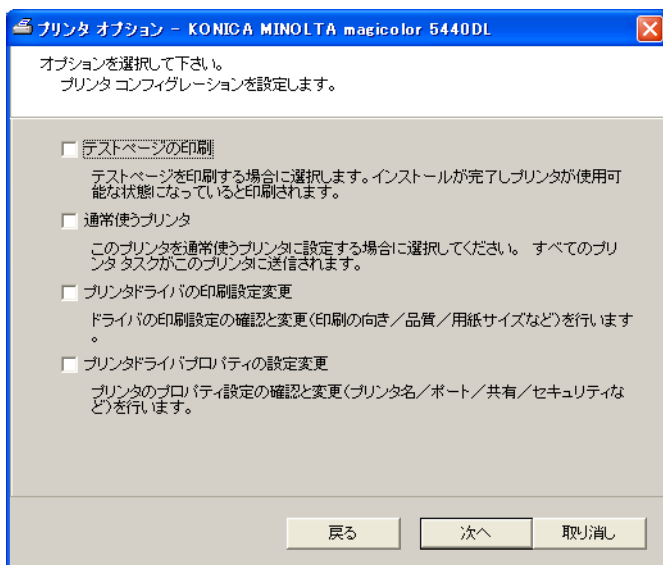 プリンタ オプション - KONICA MINOLTA magicolor 5440DL
オプションを選択して下さい。
プリンタ コンフィグレーションを設定します。
テストページの印刷
テストページを印刷する場合に選択します。インストールが完了しプリンタが使用可
能な状態になっていると印刷されます。
通常使うプリンタ
このプリンタを通常使うプリンタに設定する場合に選択してください。 すべてのプリ
ンタ タスクがこのプリンタに送信されます。
プリンタドライバの印刷設定変更
ドライバの印刷設定の確認と変更(印刷の向き/品質/用紙サイズなど)を行います
。
プリンタドライバプロパティの設定変更
プリンタのプロパティ設定の確認と変更(プリンタ名/ポート/共有/セキュリティな
ど)を行います。
戻る
次へ
取り消し